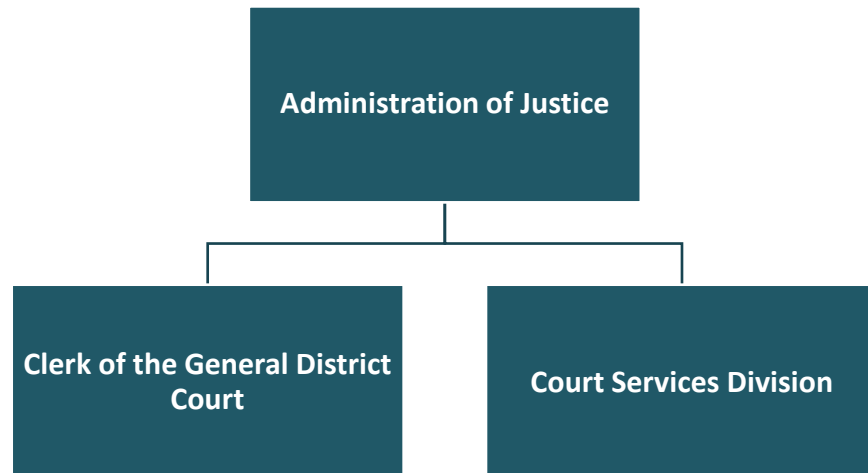 Administration of Justice
Clerk of the General District
Court
Court Services Division